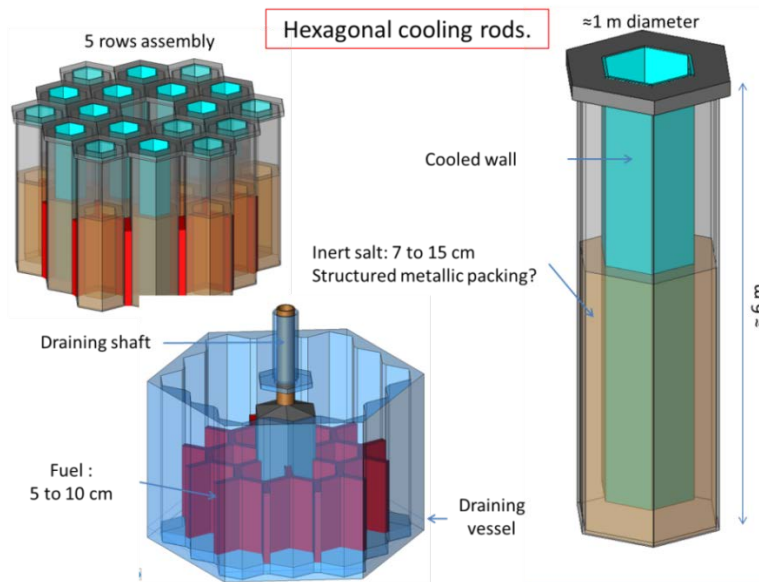 Hexagonal cooling rods.
5 rows assembly
≈1 m diameter
Cooled wall
Inert salt: 7 to 15 cm
Structured metallic packing?
Draining shaft
Fuel :
5 to 10 cm
Draining
vessel